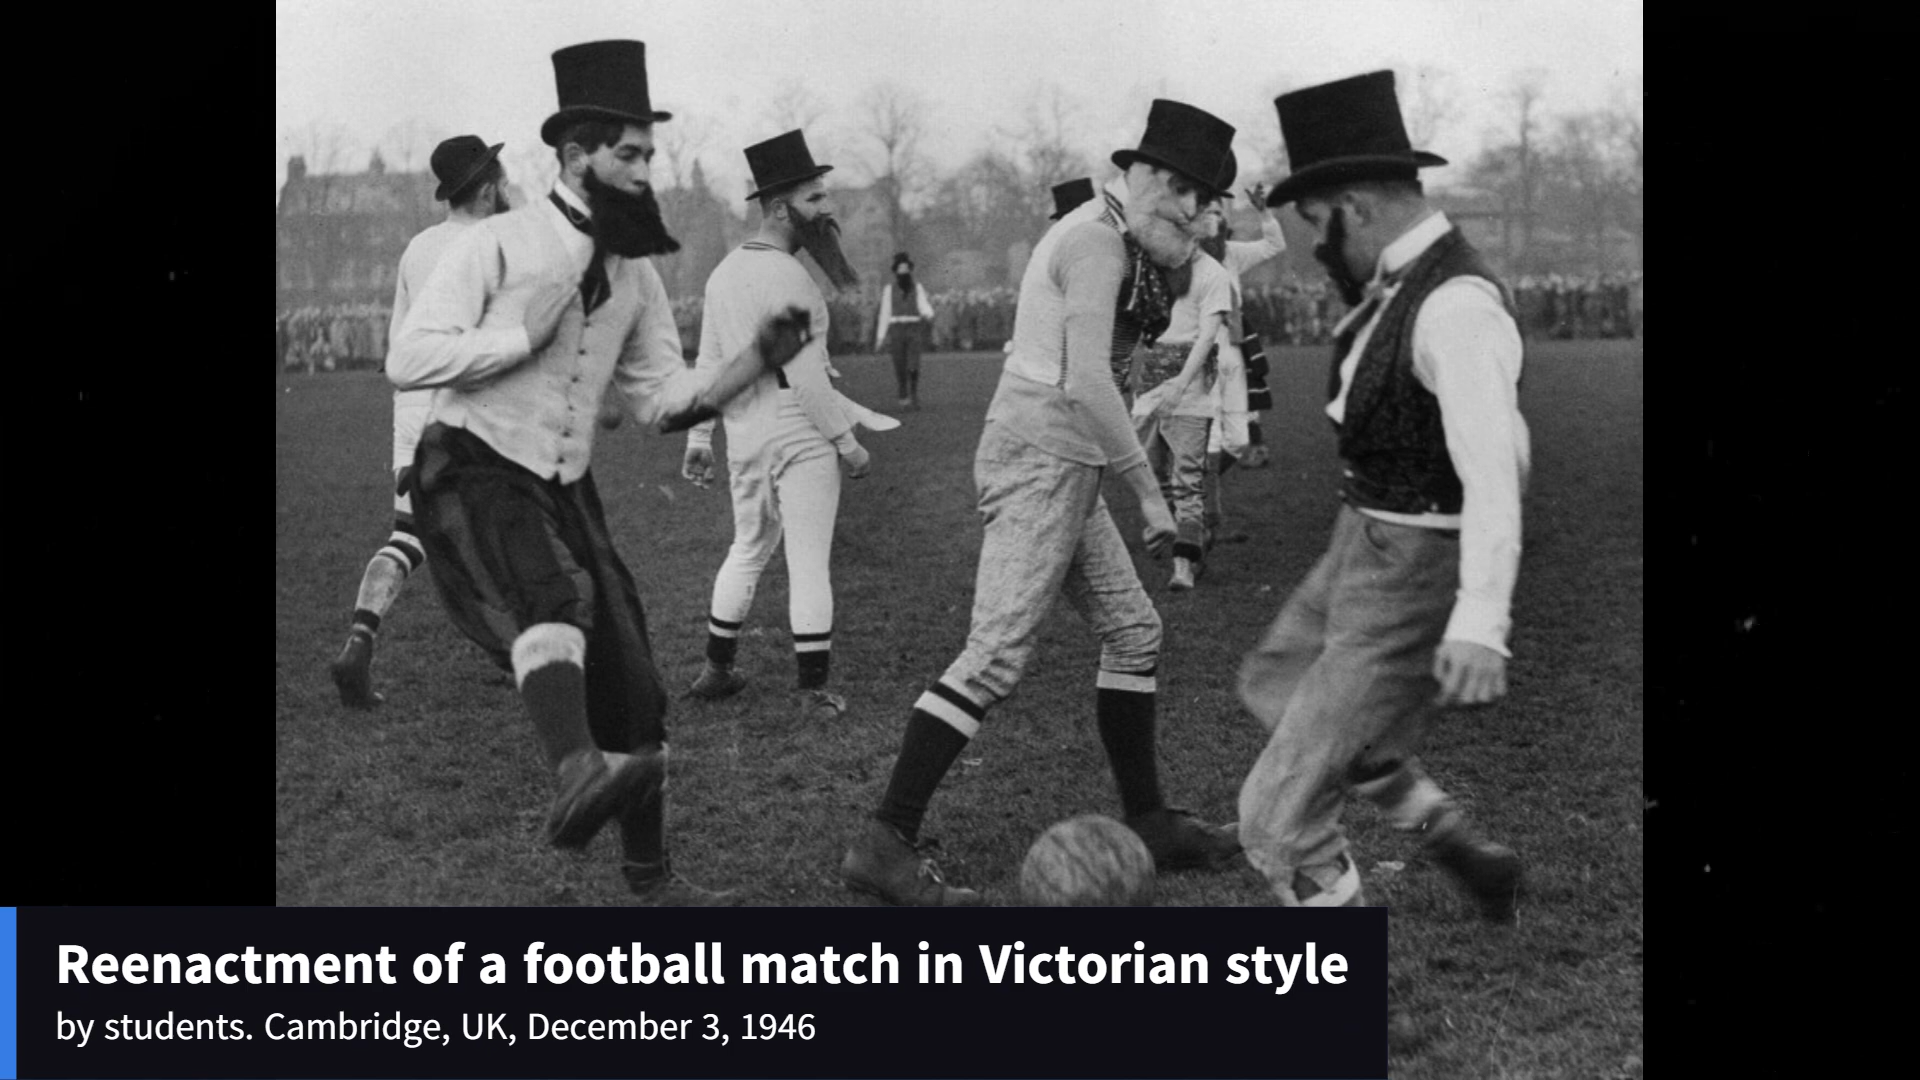 Reenactment of a football match in Victorian style
by students. Cambridge, UK, December 3, 1946